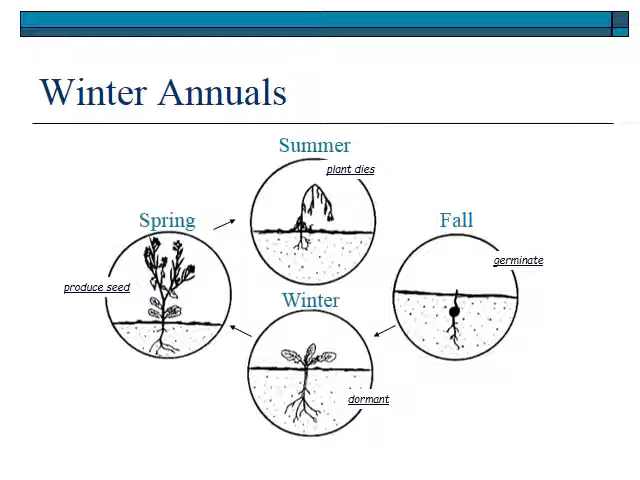 Winter Annuals
Summer
plant dies
Spring
Fall
germinate
produce seed
Winter
dormant